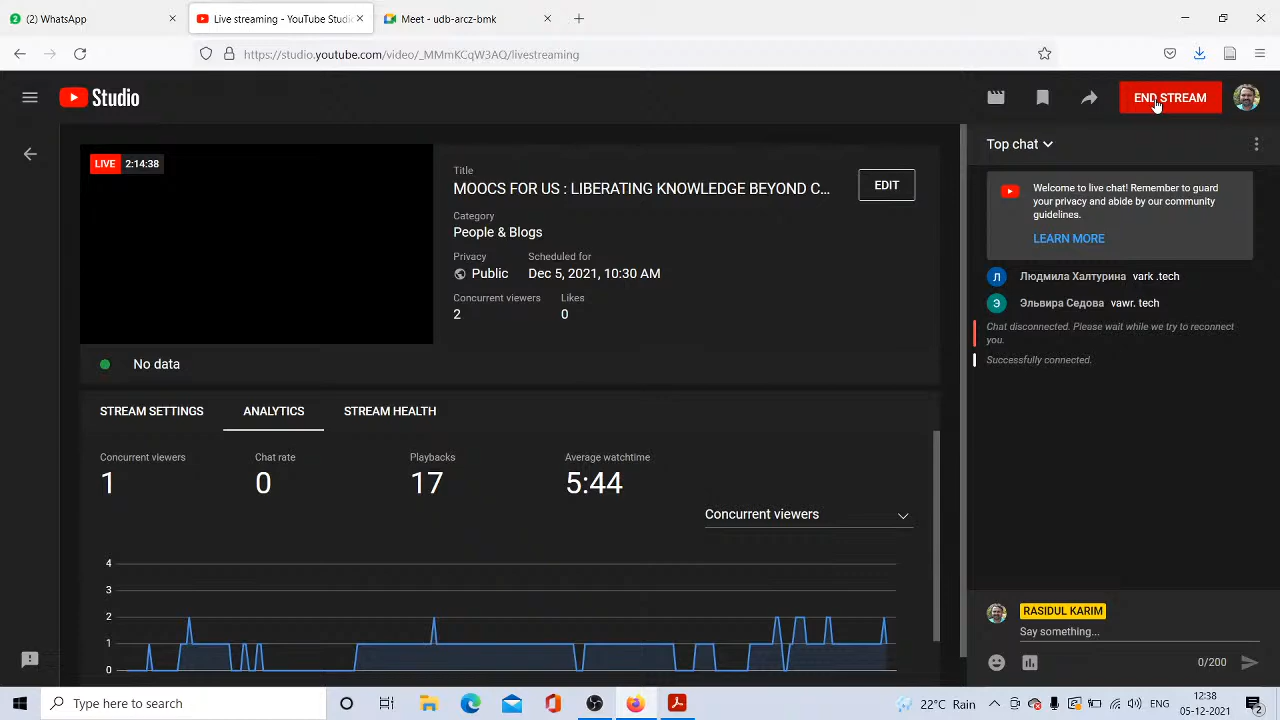 2
(2) WhatsApp
Live streaming - YouTube Studi
Meet - udb-srcz-bmk
https://studio.youtube.com/video/_MMmKCqW3AQ/livestreaming
Studio
END STREAM
LIVE 2:14:38
Title
MOOCS FOR US : LIBERATING KNOWLEDGE BEYOND C...
EDIT
Category
People & Blogs
Privacy Scheduled for
Public Dec 5, 2021, 10:30 AM
Concurrent viewers Likes
2 0
No data
STREAM SETTINGS ANALYTICS STREAM HEALTH
Concurrent viewers Chat rate Playbacks Average watchtime
1 0 17 5:44
Concurrent viewers
4
3
2
1
0
Top chat
Welcome to live chat! Remember to guard
your privacy and abide by our community
guidelines.
LEARN MORE
Л Людмила Халтурина vark .tech
Э Эльвира Седова vawr. tech
Chat disconnected. Please wait while we try to reconnect
you.
Successfully connected.
RASIDUL KARIM
Say something...
0/200
Type here to search
22°C Rain
12:38
05-12-2021
2